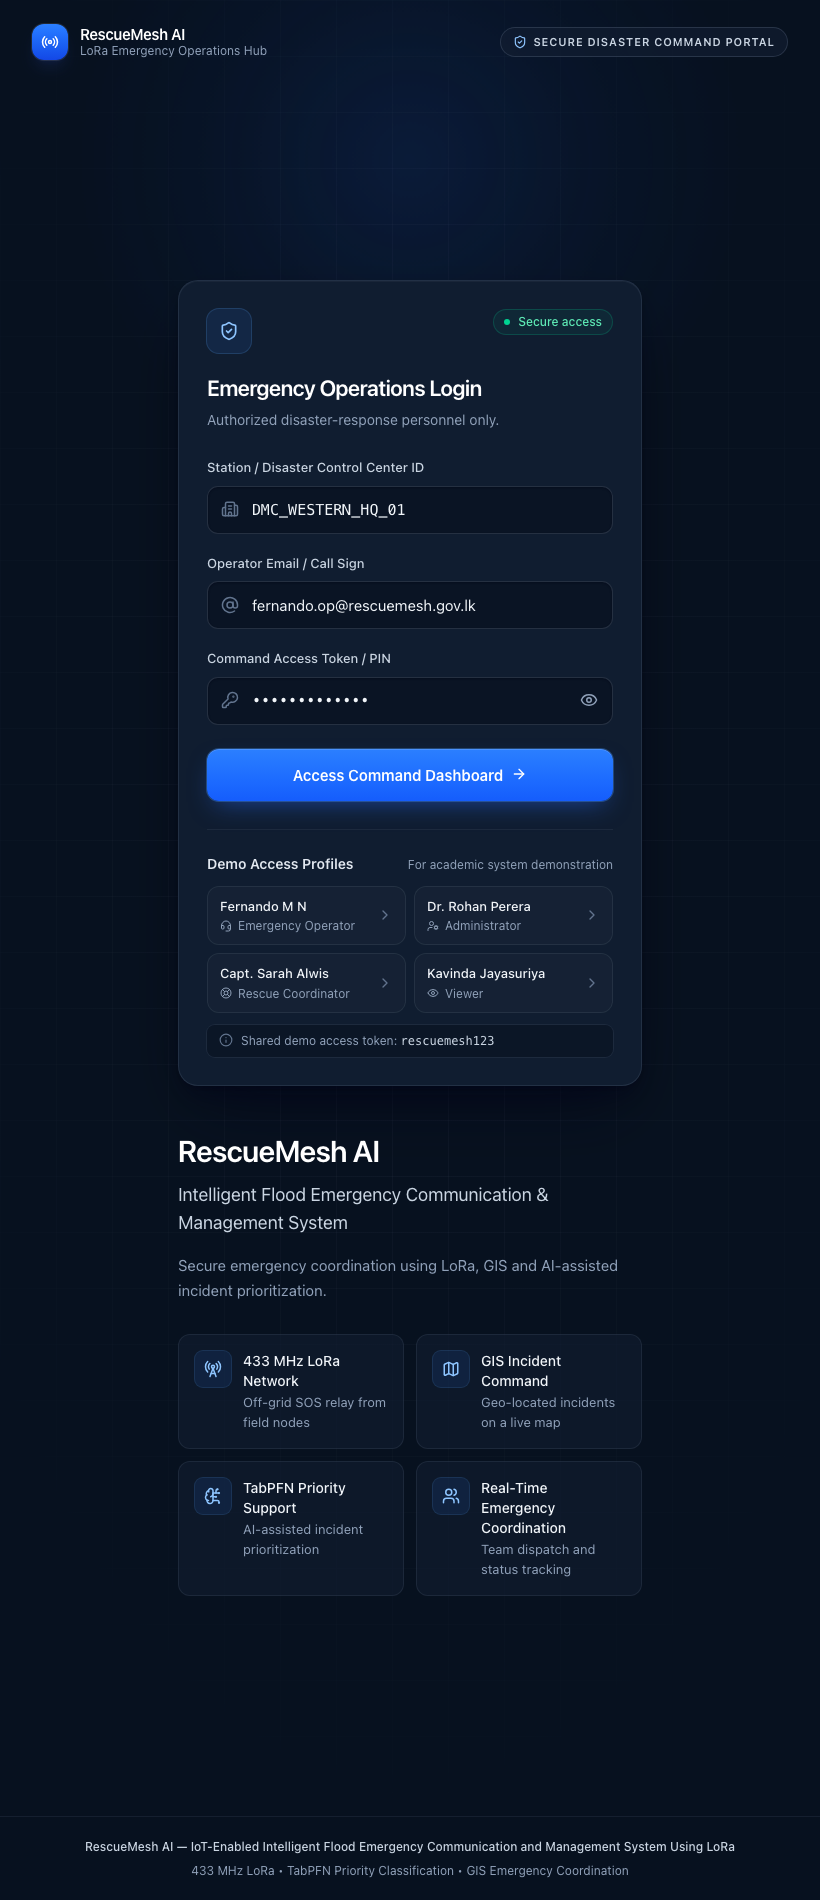 RescueMesh AI
LoRa Emergency Operations Hub
SECURE DISASTER COMMAND PORTAL
Secure access
Emergency Operations Login
Authorized disaster-response personnel only.
Station / Disaster Control Center ID
DMC_WESTERN_HQ_01
Operator Email / Call Sign
fernando.op@rescuemesh.gov.lk
Command Access Token / PIN
•••••••••••••
Access Command Dashboard →
Demo Access Profiles
For academic system demonstration
Fernando M N
Emergency Operator
Dr. Rohan Perera
Administrator
Capt. Sarah Alwis
Rescue Coordinator
Kavinda Jayasuriya
Viewer
Shared demo access token: rescuemesh123
RescueMesh AI
Intelligent Flood Emergency Communication &
Management System
Secure emergency coordination using LoRa, GIS and AI-assisted
incident prioritization.
433 MHz LoRa
Network
Off-grid SOS relay from
field nodes
GIS Incident
Command
Geo-located incidents
on a live map
TabPFN Priority
Support
AI-assisted incident
prioritization
Real-Time
Emergency
Coordination
Team dispatch and
status tracking
RescueMesh AI — IoT-Enabled Intelligent Flood Emergency Communication and Management System Using LoRa
433 MHz LoRa • TabPFN Priority Classification • GIS Emergency Coordination